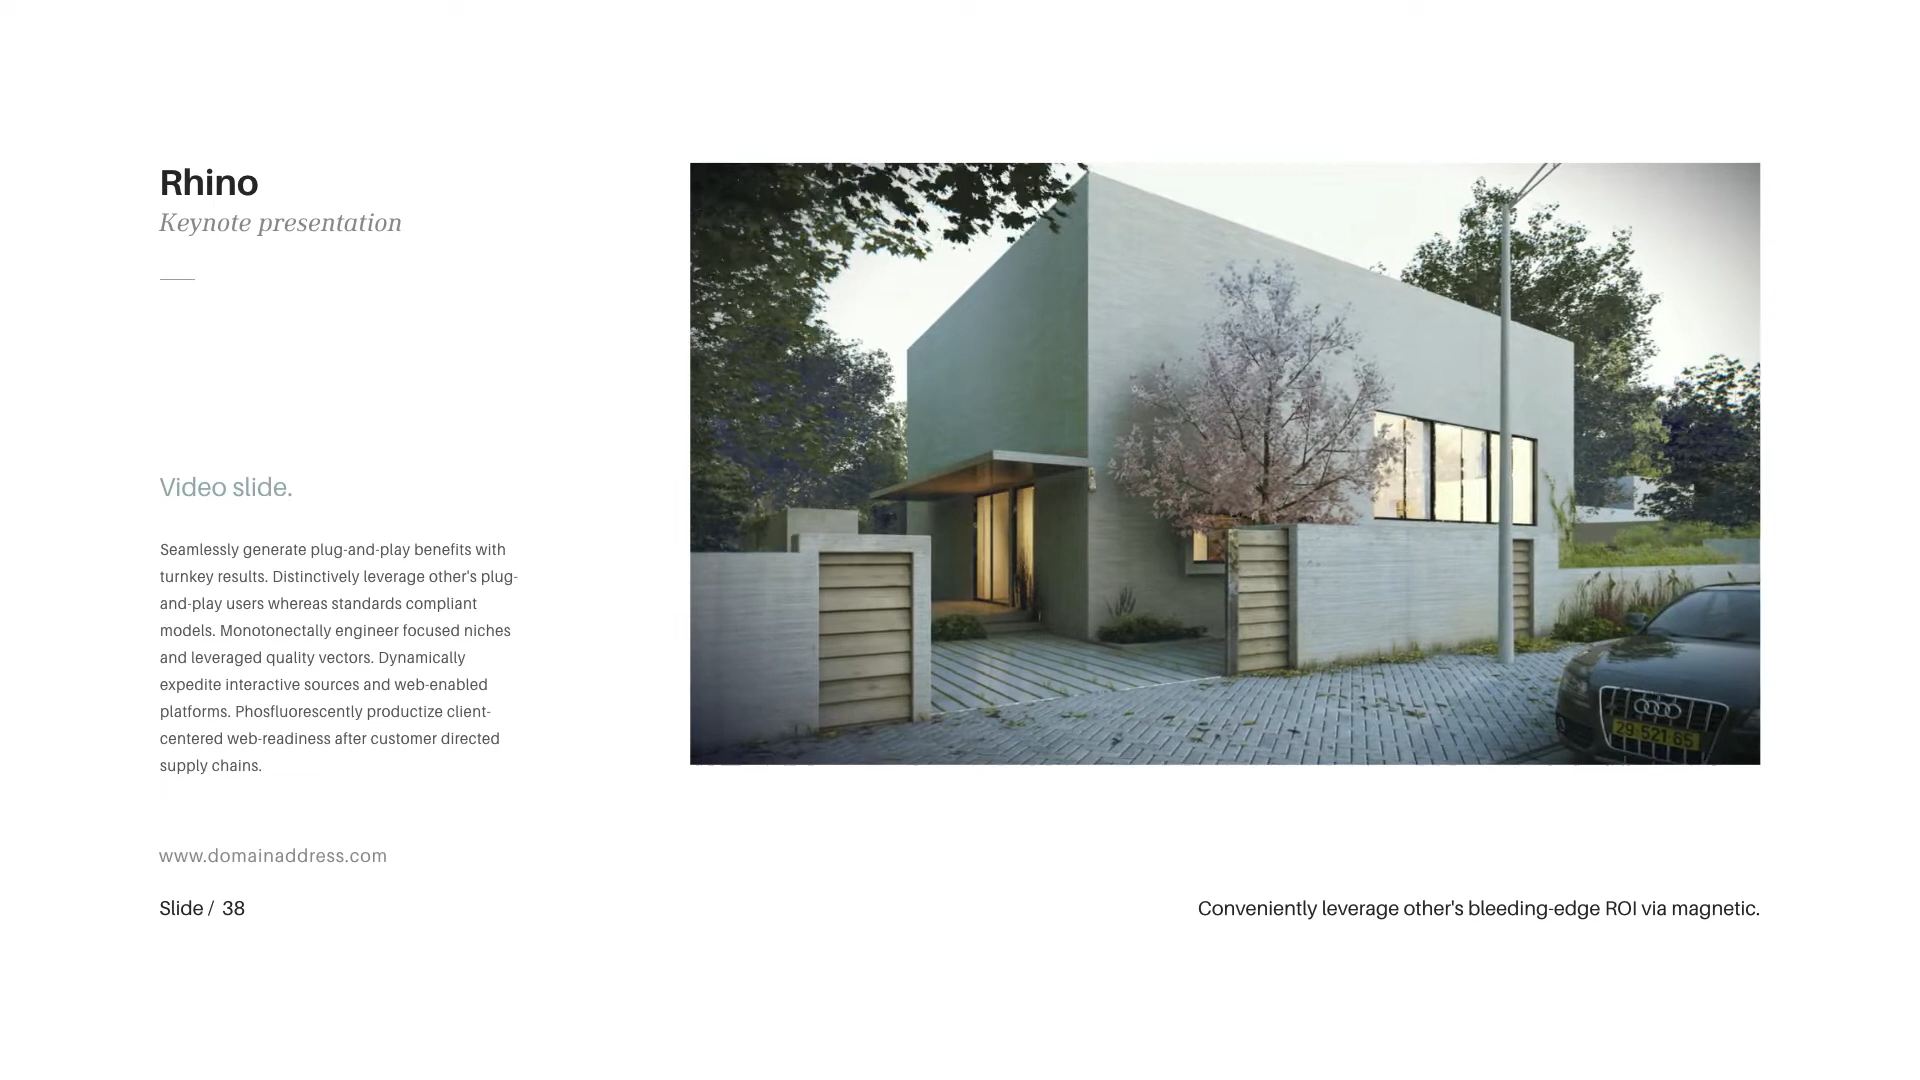 Rhino
Keynote presentation
Video slide.
Seamlessly generate plug-and-play benefits with
turnkey results. Distinctively leverage other's plug-
and-play users whereas standards compliant
models. Monotonectally engineer focused niches
and leveraged quality vectors. Dynamically
expedite interactive sources and web-enabled
platforms. Phosfluorescently productize client-
centered web-readiness after customer directed
supply chains.
www.domainaddress.com
Slide / 38
Conveniently leverage other's bleeding-edge ROI via magnetic.
29 521 65